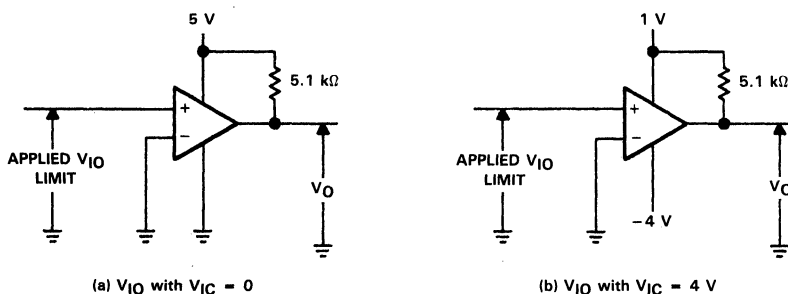 5 V
5.1 kΩ
+
−
APPLIED VIO
LIMIT
VO
(a) VIO with VIC = 0
1 V
5.1 kΩ
+
−
APPLIED VIO
LIMIT
−4 V
VO
(b) VIO with VIC = 4 V